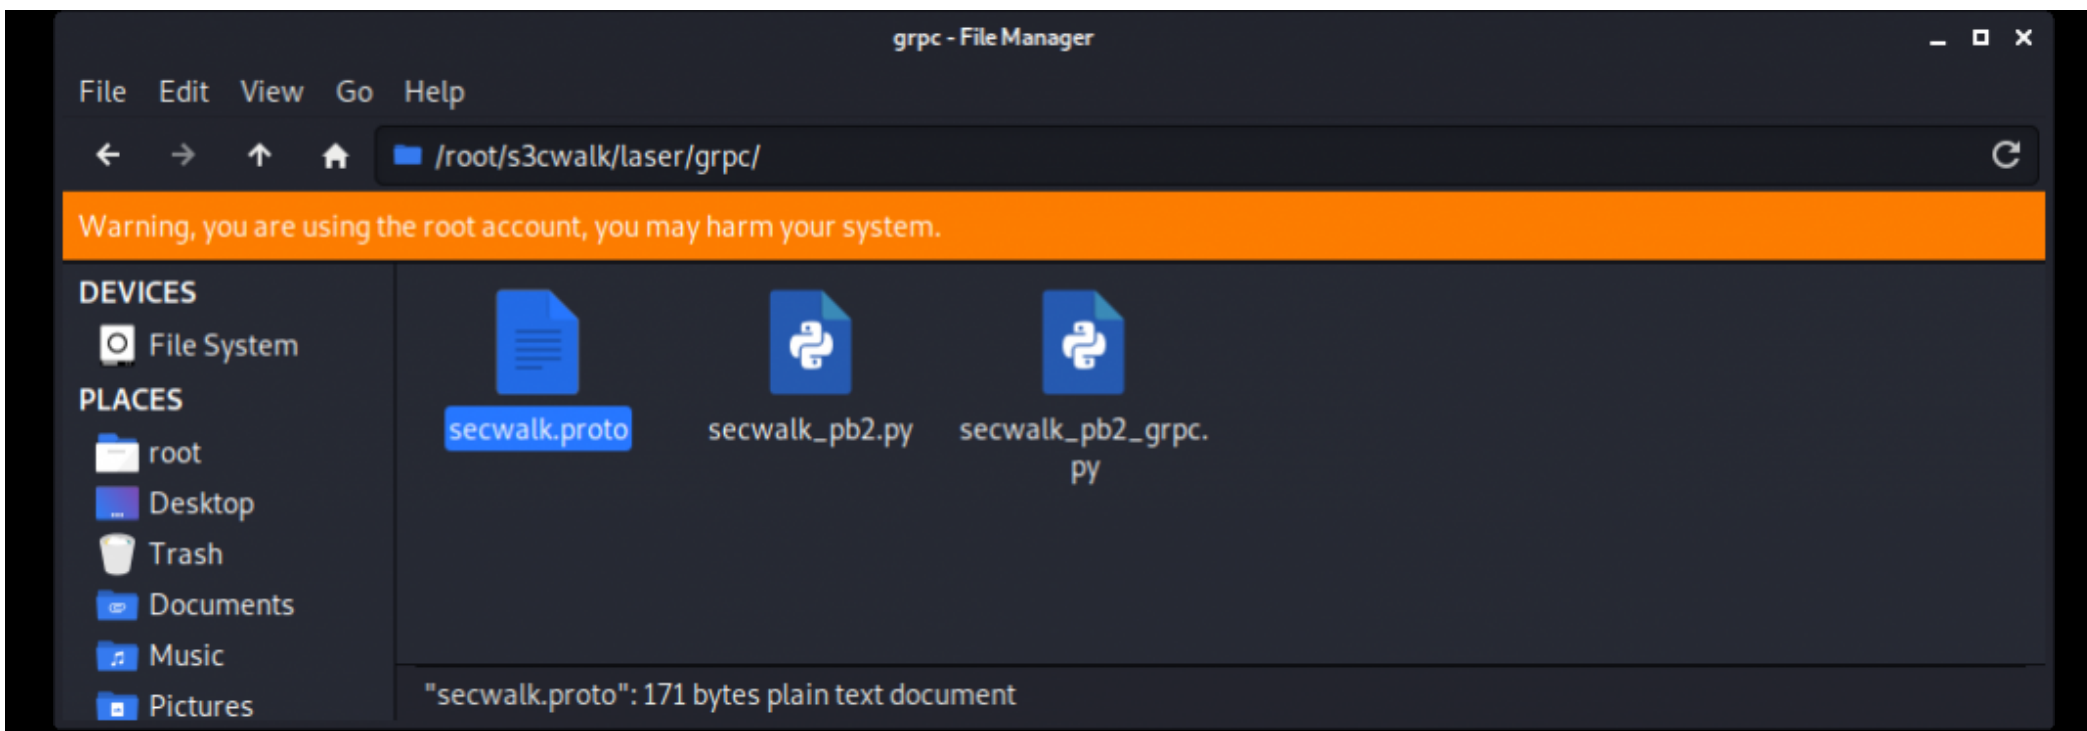 grpc - File Manager
File Edit View Go Help
/root/s3cwalk/laser/grpc/
Warning, you are using the root account, you may harm your system.
DEVICES
File System
PLACES
root
Desktop
Trash
Documents
Music
Pictures
secwalk.proto
secwalk_pb2.py
secwalk_pb2_grpc.
py
"secwalk.proto": 171 bytes plain text document